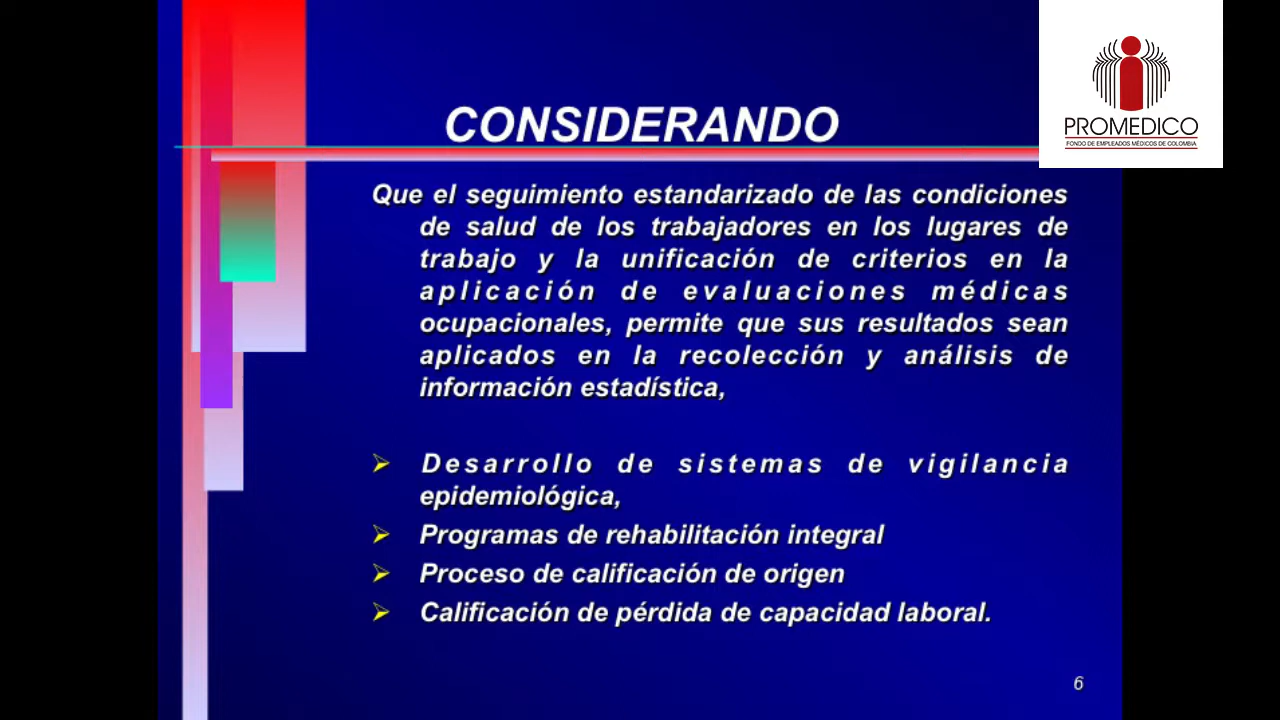 PROMEDICO
FONDO DE EMPLEADOS MÉDICOS DE COLOMBIA
CONSIDERANDO
Que el seguimiento estandarizado de las condiciones
de salud de los trabajadores en los lugares de
trabajo y la unificación de criterios en la
aplicación de evaluaciones médicas
ocupacionales, permite que sus resultados sean
aplicados en la recolección y análisis de
información estadística,
Desarrollo de sistemas de vigilancia
epidemiológica,
Programas de rehabilitación integral
Proceso de calificación de origen
Calificación de pérdida de capacidad laboral.
6